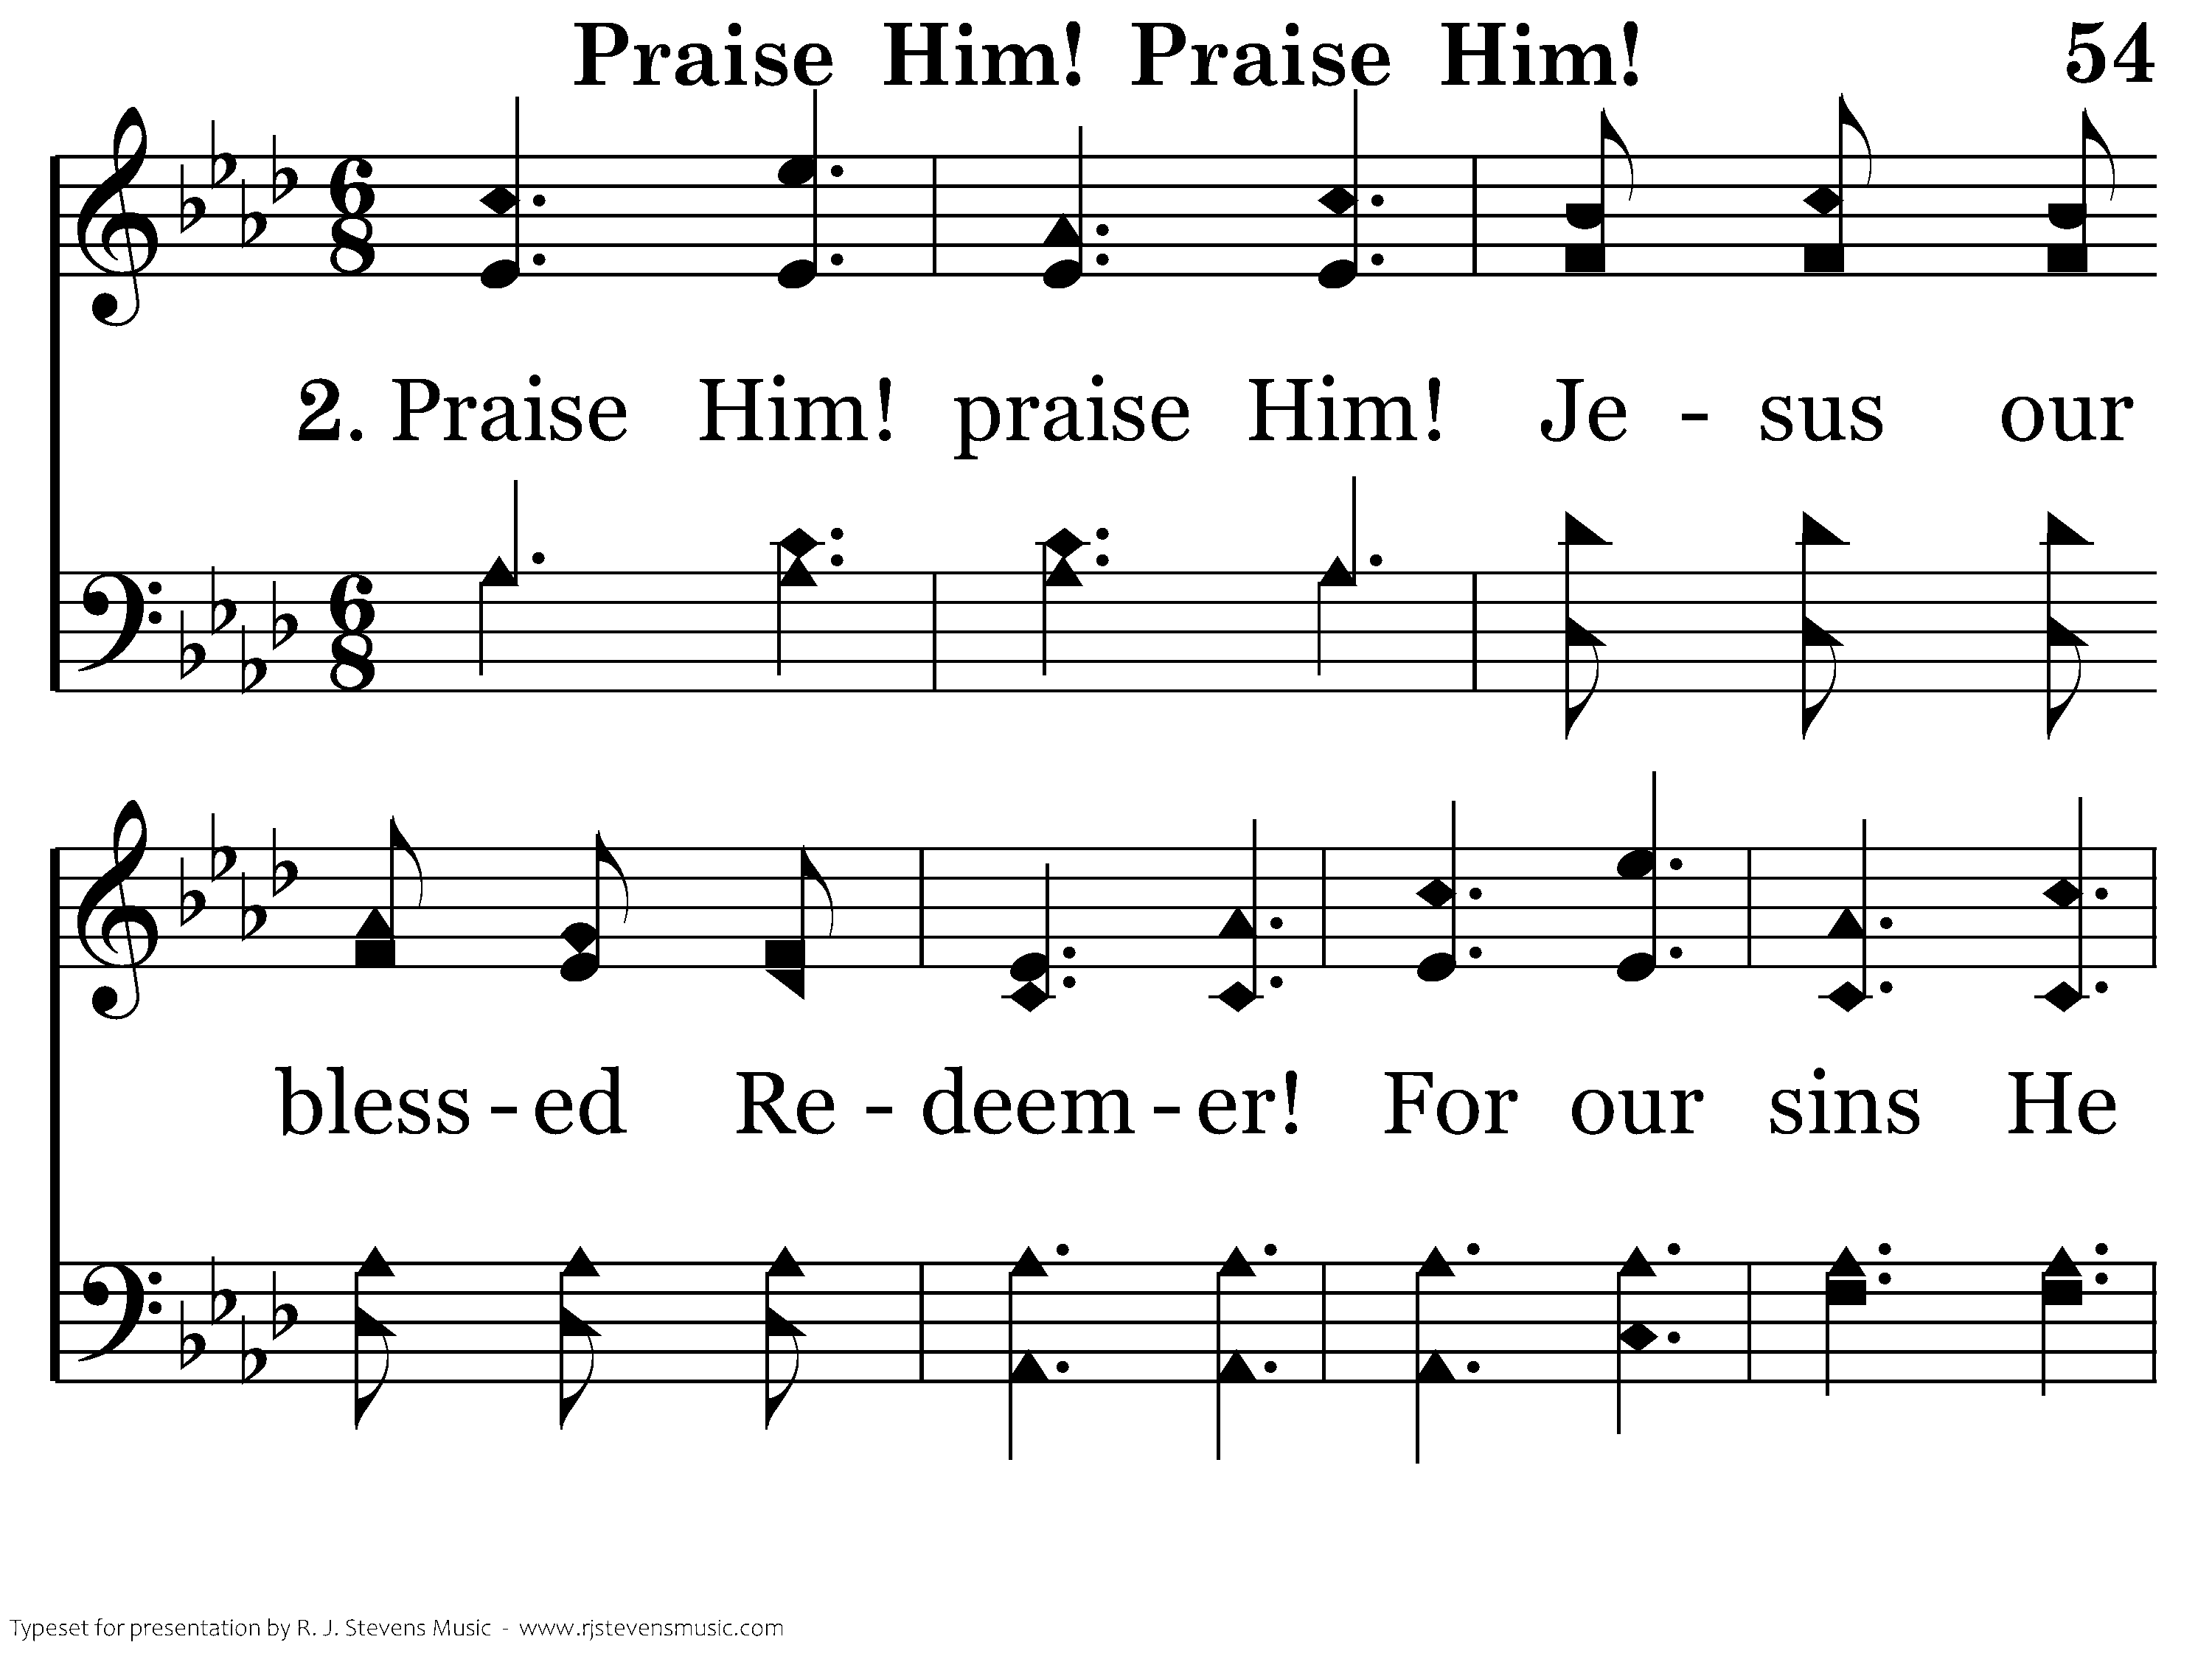 Praise Him! Praise Him! 54
2. Praise Him! praise Him! Je - sus our
bless - ed Re - deem - er! For our sins He
Typeset for presentation by R. J. Stevens Music - www.rjstevensmusic.com